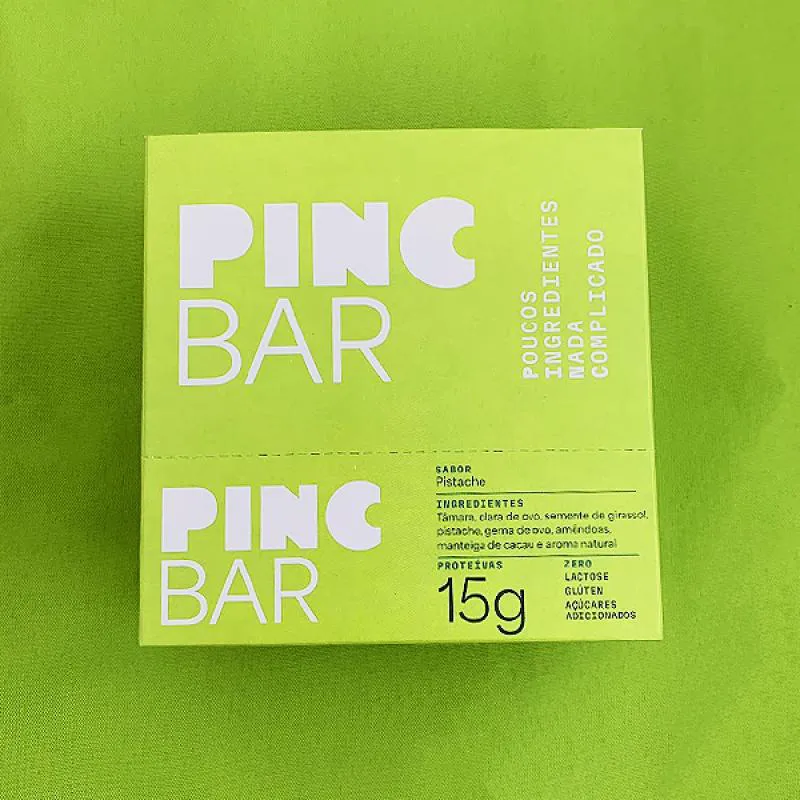 PINC
BAR
POUCOS
INGREDIENTES
NADA
COMPLICADO
PINC
BAR
SABOR
Pistache
INGREDIENTES
Tâmara, clara de ovo, semente de girassol,
pistache, gema de ovo, amêndoas,
manteiga de cacau e aroma natural
PROTEÍNAS
15g
ZERO
LACTOSE
GLÚTEN
AÇÚCARES
ADICIONADOS